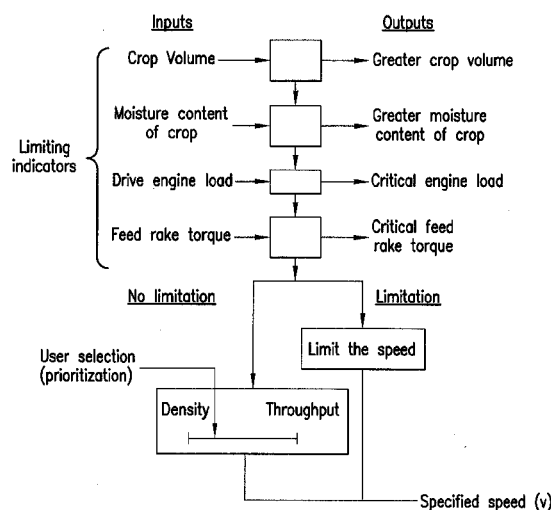 Inputs
Outputs
Crop Volume
Greater crop volume
Moisture content
of crop
Greater moisture
content of crop
Limiting
indicators
Drive engine load
Critical engine load
Feed rake torque
Critical feed
rake torque
No limitation
Limitation
User selection
(prioritization)
Limit the speed
Density
Throughput
Specified speed (v)